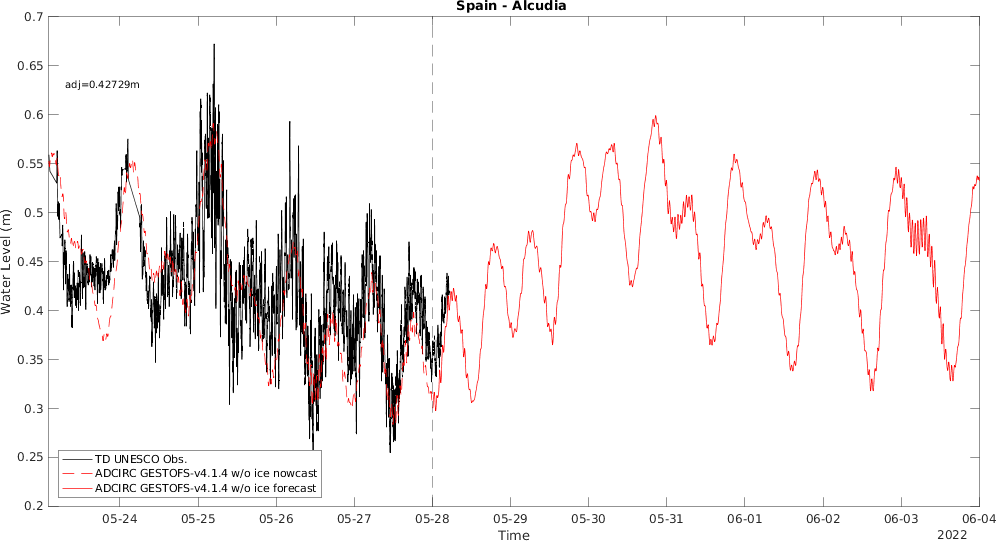 Spain - Alcudia
0.7
0.65
0.6
0.55
0.5
0.45
0.4
0.35
0.3
0.25
0.2
Water Level (m)
adj=0.42729m
TD UNESCO Obs.
ADCIRC GESTOFS-v4.1.4 w/o ice nowcast
ADCIRC GESTOFS-v4.1.4 w/o ice forecast
05-24 05-25 05-26 05-27 05-28 05-29 05-30 05-31 06-01 06-02 06-03 06-04
Time
2022